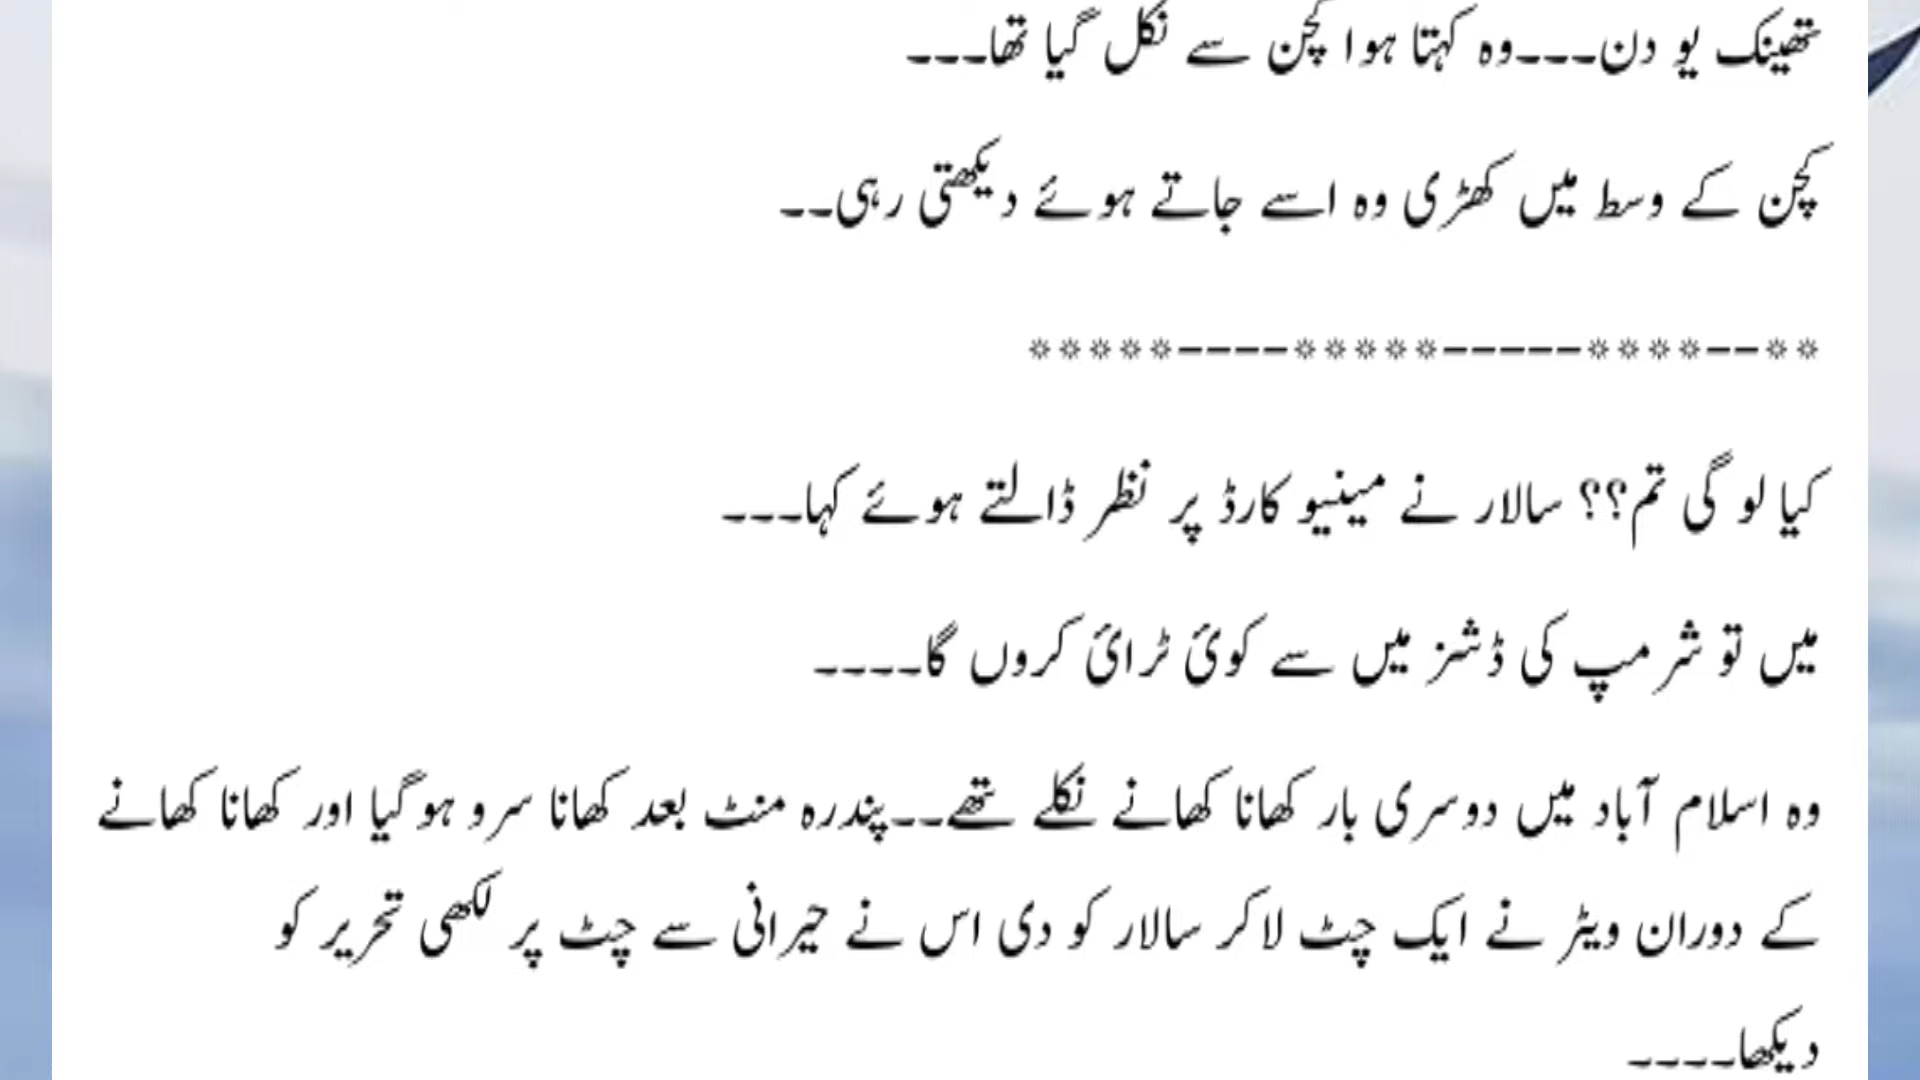 تھینک یو دن۔۔۔وہ کہتا ہوا کچن سے نکل گیا تھا۔۔۔
کچن کے وسط میں کھڑی وہ اسے جاتے ہوئے دیکھتی رہی۔۔
**--****-----*****----*****
کیا لو گی تم؟؟ سالار نے مینیو کارڈ پر نظر ڈالتے ہوئے کہا۔۔۔
میں تو شرمپ کی ڈشز میں سے کوئ ٹرائ کروں گا۔۔۔۔
وہ اسلام آباد میں دوسری بار کھانا کھانے نکلے تھے۔۔پندرہ منٹ بعد کھانا سرو ہوگیا اور کھانا کھانے
کے دوران ویٹر نے ایک چٹ لاکر سالار کو دی اس نے حیرانی سے چٹ پر لکھی تحریر کو
دیکھا۔۔۔۔